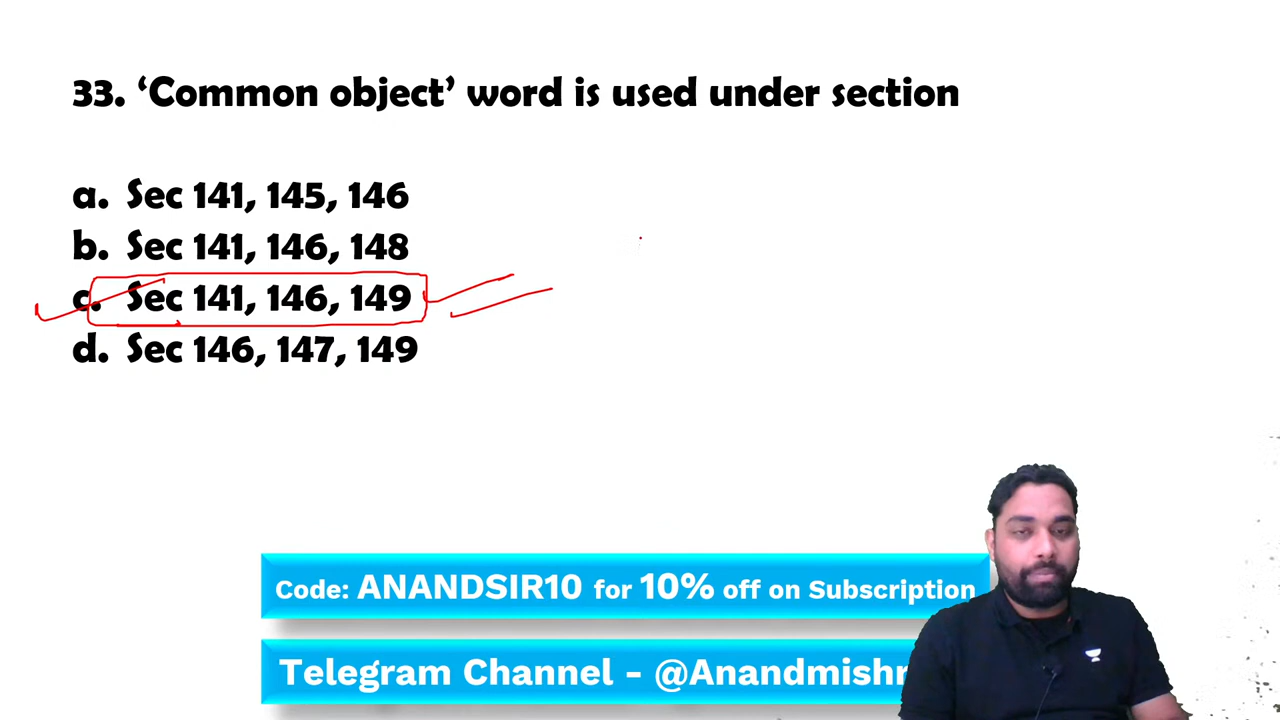 33. ‘Common object’ word is used under section
a. Sec 141, 145, 146
b. Sec 141, 146, 148
c. Sec 141, 146, 149
d. Sec 146, 147, 149
Code: ANANDSIR10 for 10% off on Subscription
Telegram Channel - @Anandmishr